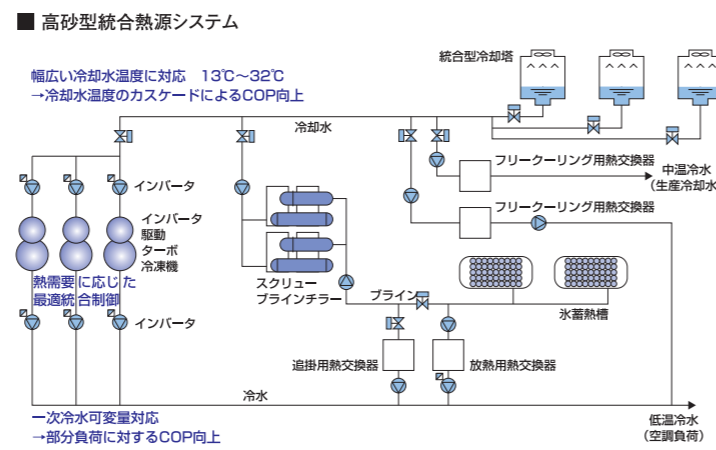 ■ 高砂型統合熱源システム
幅広い冷却水温度に対応 13℃～32℃
→冷却水温度のカスケードによるCOP向上
統合型冷却塔
冷却水
フリークーリング用熱交換器
中温冷水
(生産冷却水
インバータ
フリークーリング用熱交換器
インバータ
駆動
ターボ
冷凍機
熱需要に応じた
最適統合制御
スクリュー
ブラインチラー
ブライン
氷蓄熱槽
インバータ
追掛用熱交換器
放熱用熱交換器
冷水
一次冷水可変量対応
→部分負荷に対するCOP向上
低温冷水
(空調負荷)